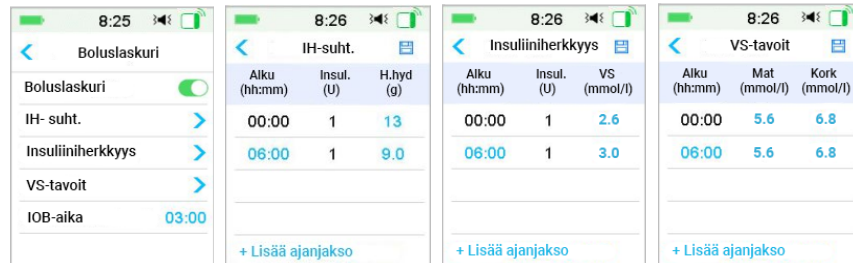 8:25
Boluslaskuri
Boluslaskuri
IH- suht.
Insuliiniherkkyys
VS-tavoit
IOB-aika 03:00
8:26
IH-suht.
Alku (hh:mm) Insul. (U) H.hyd (g)
00:00 1 13
06:00 1 9.0
+ Lisää ajanjakso
8:26
Insuliiniherkkyys
Alku (hh:mm) Insul. (U) VS (mmol/l)
00:00 1 2.6
06:00 1 3.0
+ Lisää ajanjakso
8:26
VS-tavoit
Alku (hh:mm) Mat (mmol/l) Kork (mmol/l)
00:00 5.6 6.8
06:00 5.6 6.8
+ Lisää ajanjakso